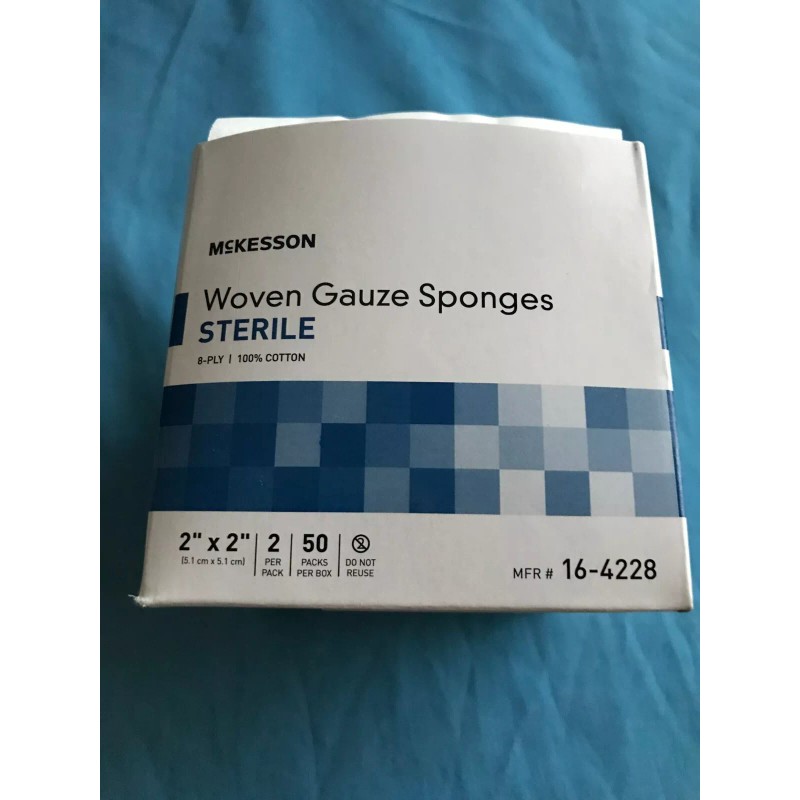 McKESSON
Woven Gauze Sponges
STERILE
8-PLY | 100% COTTON
2" x 2" | 2 | 50
(5.1 cm x 5.1 cm) PER PACKS DO NOT
PACK PER BOX REUSE
MFR # 16-4228